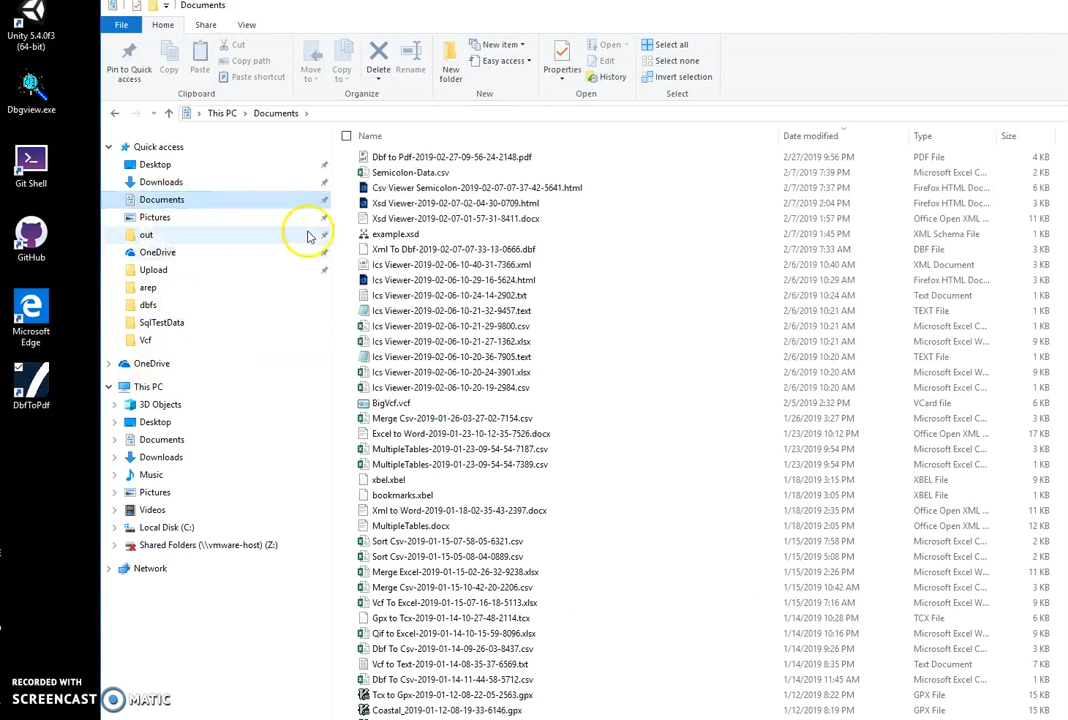 Documents
File Home Share View
Unity 5.4.0f3
(64-bit)
Pin to Quick
access
Copy
Paste
Cut
Copy path
Paste shortcut
Move
to
Copy
to
Delete
Rename
New
folder
New item
Easy access
Properties
Open
Edit
History
Select all
Select none
Invert selection
Clipboard Organize New Open Select
This PC > Documents >
Dbgview.exe
Git Shell
GitHub
Microsoft
Edge
DbfToPdf
Quick access
Desktop
Downloads
Documents
Pictures
out
OneDrive
Upload
arep
dbfs
SqlTestData
Vcf
OneDrive
This PC
3D Objects
Desktop
Documents
Downloads
Music
Pictures
Videos
Local Disk (C:)
Shared Folders (\\vmware-host) (Z:)
Network
Name Date modified Type Size
Dbf to Pdf-2019-02-27-09-56-24-2148.pdf 2/27/2019 9:56 PM PDF File 4 KB
Semicolon-Data.csv 2/7/2019 7:39 PM Microsoft Excel C... 2 KB
Csv Viewer Semicolon-2019-02-07-07-37-42-5641.html 2/7/2019 7:37 PM Firefox HTML Doc... 3 KB
Xsd Viewer-2019-02-07-02-04-30-0709.html 2/7/2019 2:04 PM Firefox HTML Doc... 3 KB
Xsd Viewer-2019-02-07-01-57-31-8411.docx 2/7/2019 1:57 PM Office Open XML ... 9 KB
example.xsd 2/7/2019 1:45 PM XML Schema File 1 KB
Xml To Dbf-2019-02-07-07-33-13-0666.dbf 2/7/2019 7:33 AM DBF File 1 KB
Ics Viewer-2019-02-06-10-40-31-7366.xml 2/6/2019 10:40 AM XML Document 1 KB
Ics Viewer-2019-02-06-10-29-16-5624.html 2/6/2019 10:29 AM Firefox HTML Doc... 1 KB
Ics Viewer-2019-02-06-10-24-14-2902.txt 2/6/2019 10:24 AM Text Document 1 KB
Ics Viewer-2019-02-06-10-21-32-9457.text 2/6/2019 10:21 AM TEXT File 1 KB
Ics Viewer-2019-02-06-10-21-29-9800.csv 2/6/2019 10:21 AM Microsoft Excel C... 1 KB
Ics Viewer-2019-02-06-10-21-27-1362.xlsx 2/6/2019 10:21 AM Microsoft Excel W... 9 KB
Ics Viewer-2019-02-06-10-20-36-7905.text 2/6/2019 10:20 AM TEXT File 1 KB
Ics Viewer-2019-02-06-10-20-24-3901.xlsx 2/6/2019 10:20 AM Microsoft Excel W... 9 KB
Ics Viewer-2019-02-06-10-20-19-2984.csv 2/6/2019 10:20 AM Microsoft Excel C... 1 KB
BigVcf.vcf 2/5/2019 2:32 PM VCard file 6 KB
Merge Csv-2019-01-26-03-27-02-7154.csv 1/26/2019 3:27 PM Microsoft Excel C... 1 KB
Excel to Word-2019-01-23-10-12-35-7526.docx 1/23/2019 10:12 PM Office Open XML ... 17 KB
MultipleTables-2019-01-23-09-54-54-7187.csv 1/23/2019 9:54 PM Microsoft Excel C... 1 KB
MultipleTables-2019-01-23-09-54-54-7389.csv 1/23/2019 9:54 PM Microsoft Excel C... 1 KB
xbel.xbel 1/18/2019 3:15 PM XBEL File 9 KB
bookmarks.xbel 1/18/2019 3:05 PM XBEL File 9 KB
Xml to Word-2019-01-18-02-35-43-2397.docx 1/18/2019 2:35 PM Office Open XML ... 11 KB
MultipleTables.docx 1/18/2019 2:05 PM Office Open XML ... 11 KB
Sort Csv-2019-01-15-07-58-05-6321.csv 1/15/2019 7:58 PM Microsoft Excel C... 1 KB
Sort Csv-2019-01-15-05-08-04-0889.csv 1/15/2019 5:08 PM Microsoft Excel C... 3 KB
Merge Excel-2019-01-15-02-26-32-9238.xlsx 1/15/2019 2:26 PM Microsoft Excel W... 11 KB
Merge Csv-2019-01-15-10-42-20-2206.csv 1/15/2019 10:42 AM Microsoft Excel C... 3 KB
Vcf To Excel-2019-01-15-07-16-18-5113.xlsx 1/15/2019 7:16 AM Microsoft Excel W... 9 KB
Gpx to Tcx-2019-01-14-10-27-48-2114.tcx 1/14/2019 10:28 PM TCX File 6 KB
Qif to Excel-2019-01-14-10-15-59-8096.xlsx 1/14/2019 10:16 PM Microsoft Excel W... 9 KB
Dbf To Csv-2019-01-14-09-26-03-8437.csv 1/14/2019 9:26 PM Microsoft Excel C... 3 KB
Vcf to Text-2019-01-14-08-35-37-6569.txt 1/14/2019 8:35 PM Text Document 7 KB
Dbf To Csv-2019-01-14-11-44-58-5712.csv 1/14/2019 11:45 AM Microsoft Excel C... 3 KB
Tcx to Gpx-2019-01-12-08-22-05-2563.gpx 1/12/2019 8:22 PM GPX File 15 KB
Coastal_2019-01-12-08-19-33-6146.gpx 1/12/2019 8:19 PM GPX File 15 KB
RECORDED WITH
SCREENCAST MATIC